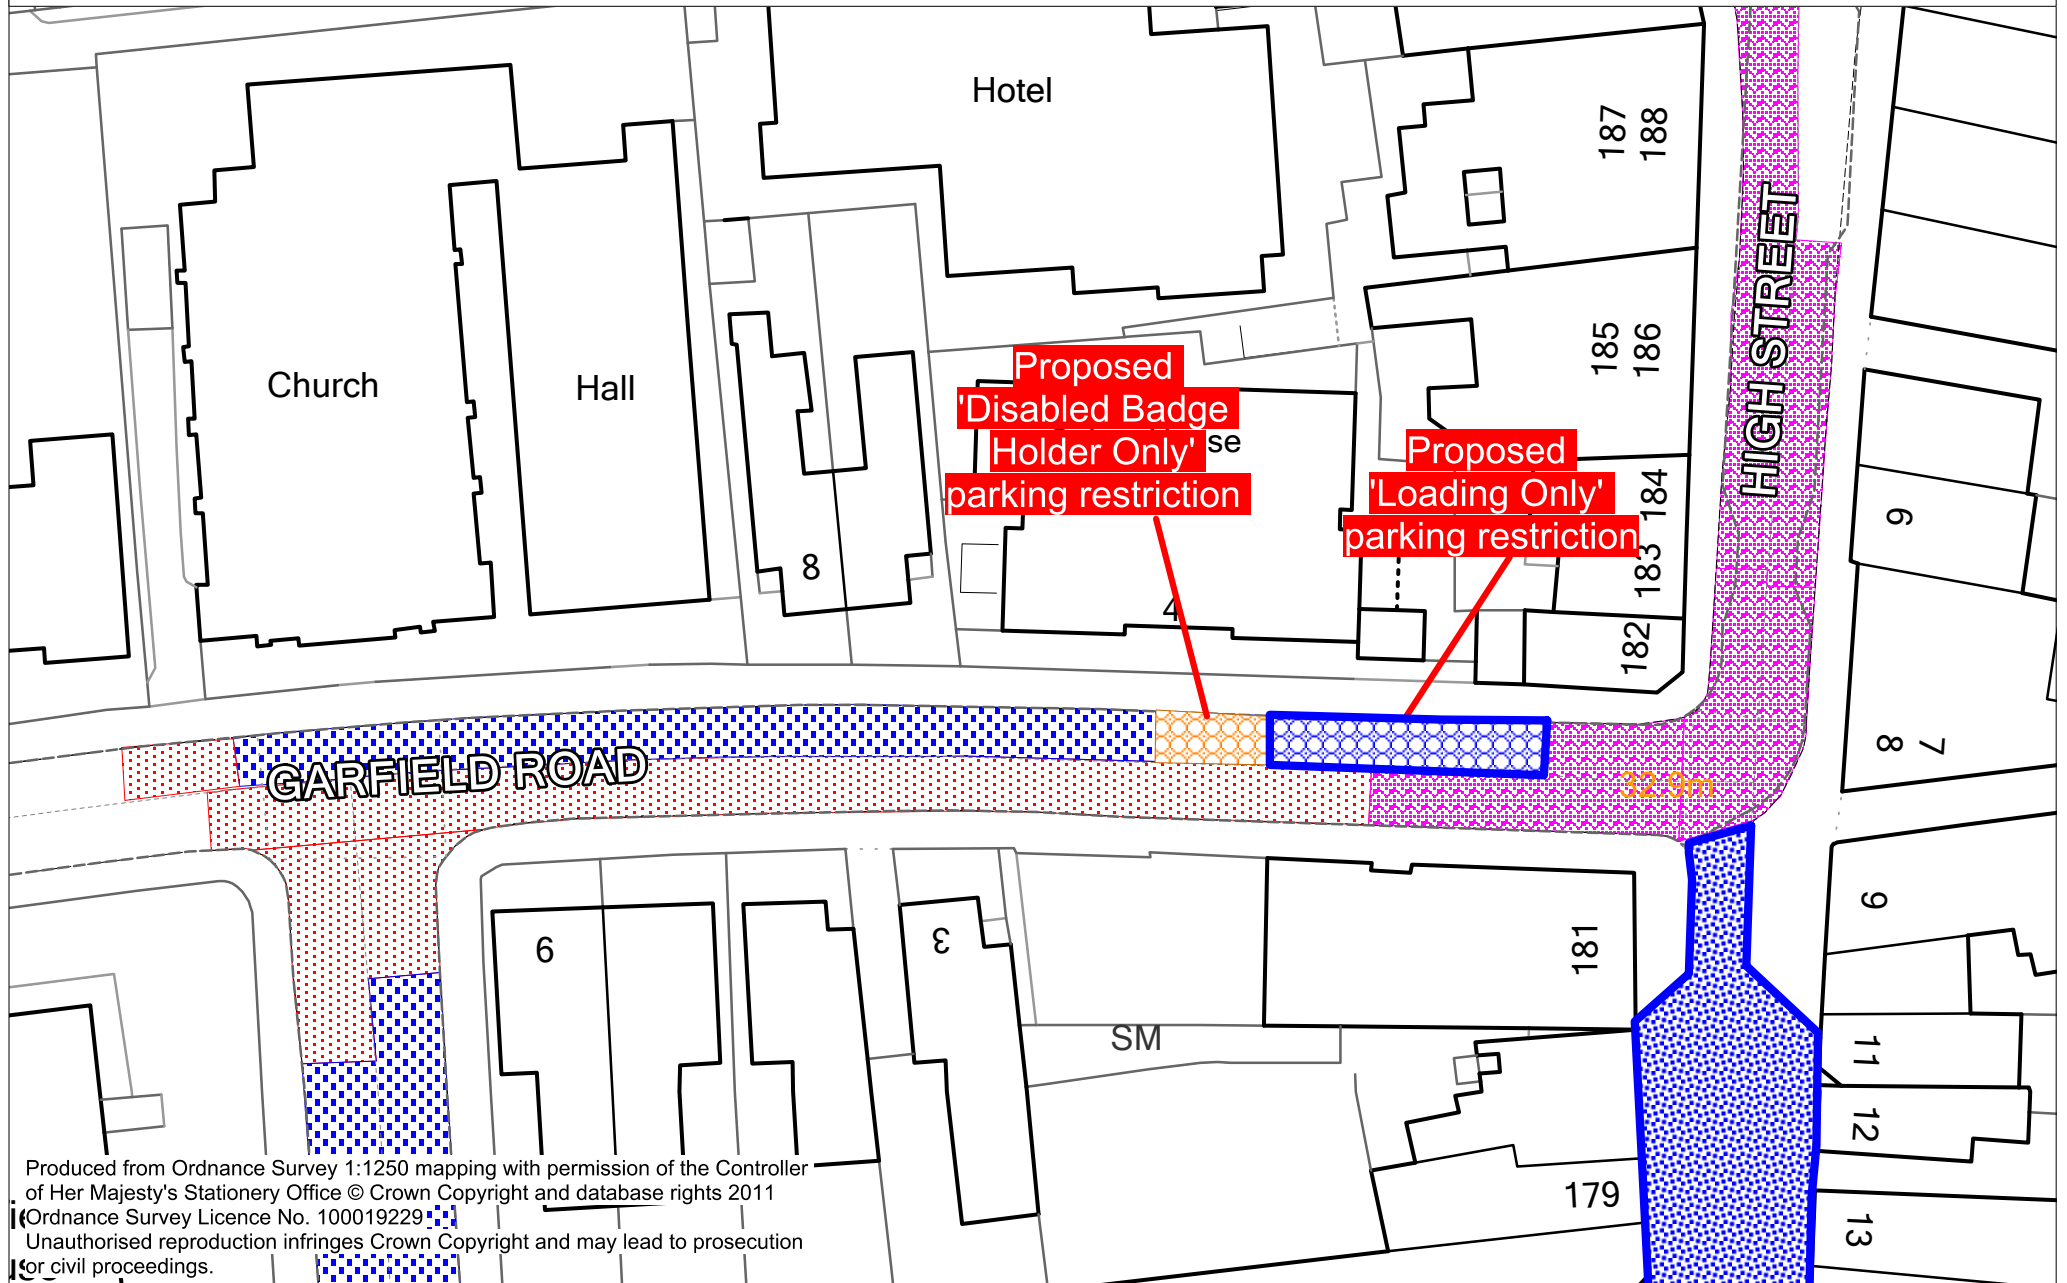 Hotel
187
188
HIGH STREET
185
186
Church
Hall
Proposed
'Disabled Badge
Holder Only'
parking restriction
se
Proposed
'Loading Only'
parking restriction
184
183
182
8
4
6
7
8
GARFIELD ROAD
32.9m
6
3
181
9
SM
11
12
179
13
Produced from Ordnance Survey 1:1250 mapping with permission of the Controller
of Her Majesty's Stationery Office © Crown Copyright and database rights 2011
Ordnance Survey Licence No. 100019229
Unauthorised reproduction infringes Crown Copyright and may lead to prosecution
or civil proceedings.